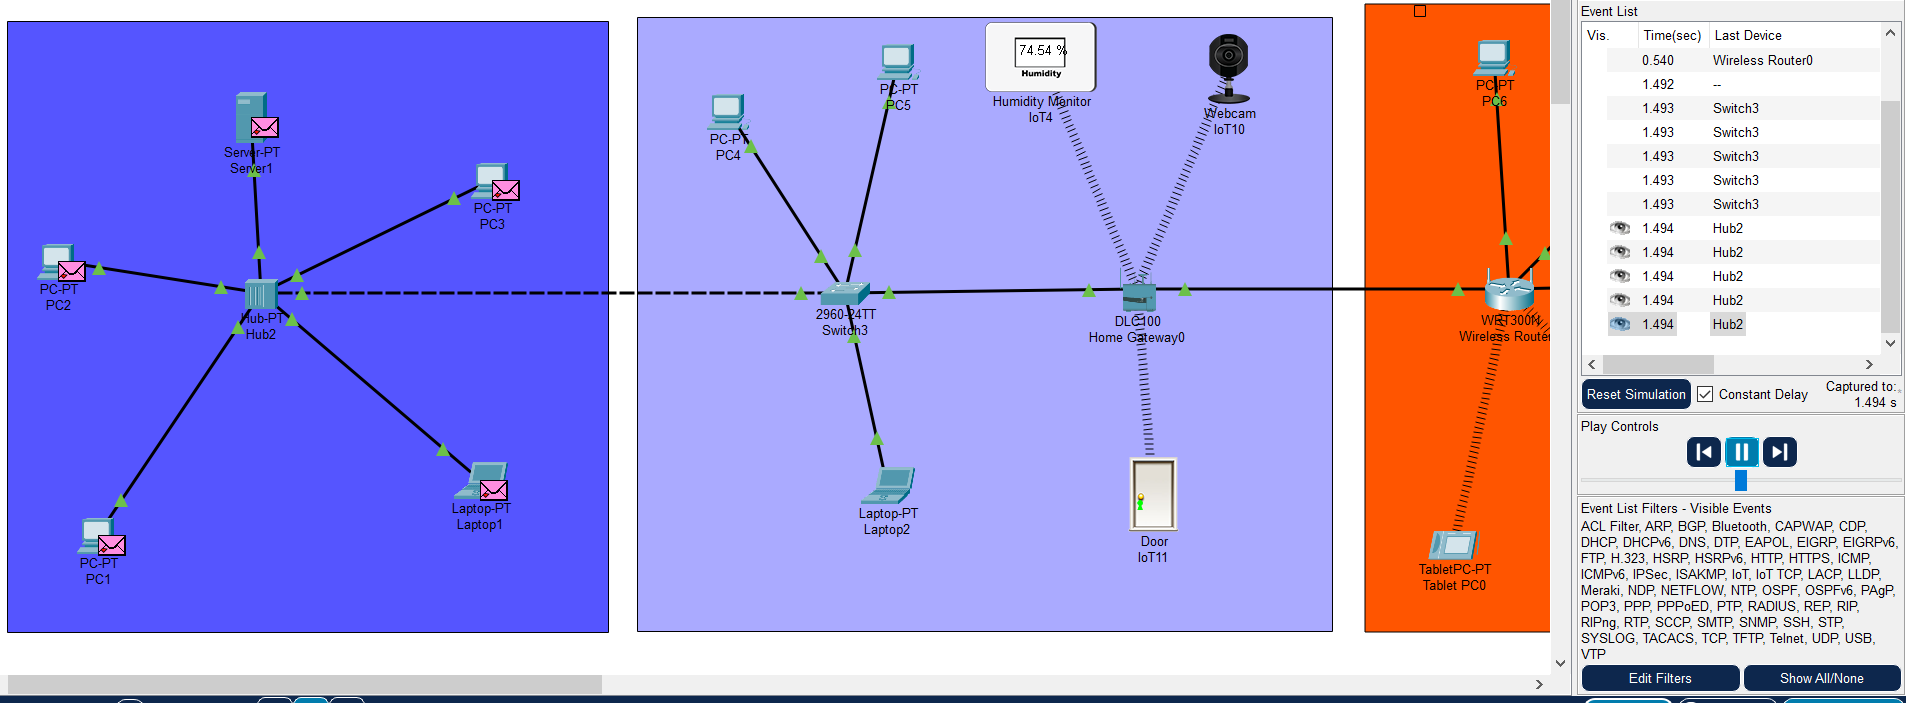 Server-PT
Server1
PC-PT
PC3
PC-PT
PC2
Hub-PT
Hub2
Laptop-PT
Laptop1
PC-PT
PC1
PC-PT
PC5
PC-PT
PC4
74.54 %
Humidity
Humidity Monitor
IoT4
Webcam
IoT10
2960-24TT
Switch3
DLC100
Home Gateway0
Laptop-PT
Laptop2
Door
IoT11
PC-PT
PC6
WRT300N
Wireless Route
TabletPC-PT
Tablet PC0
Event List
Vis. Time(sec) Last Device
0.540 Wireless Router0
1.492 --
1.493 Switch3
1.493 Switch3
1.493 Switch3
1.493 Switch3
1.493 Switch3
1.494 Hub2
1.494 Hub2
1.494 Hub2
1.494 Hub2
1.494 Hub2
Reset Simulation Constant Delay Captured to:
1.494 s
Play Controls
Event List Filters - Visible Events
ACL Filter, ARP, BGP, Bluetooth, CAPWAP, CDP,
DHCP, DHCPv6, DNS, DTP, EAPOL, EIGRP, EIGRPv6,
FTP, H.323, HSRP, HSRPv6, HTTP, HTTPS, ICMP,
ICMPv6, IPSec, ISAKMP, IoT, IoT TCP, LACP, LLDP,
Meraki, NDP, NETFLOW, NTP, OSPF, OSPFv6, PAgP,
POP3, PPP, PPPoED, PTP, RADIUS, REP, RIP,
RIPng, RTP, SCCP, SMTP, SNMP, SSH, STP,
SYSLOG, TACACS, TCP, TFTP, Telnet, UDP, USB,
VTP
Edit Filters Show All/None